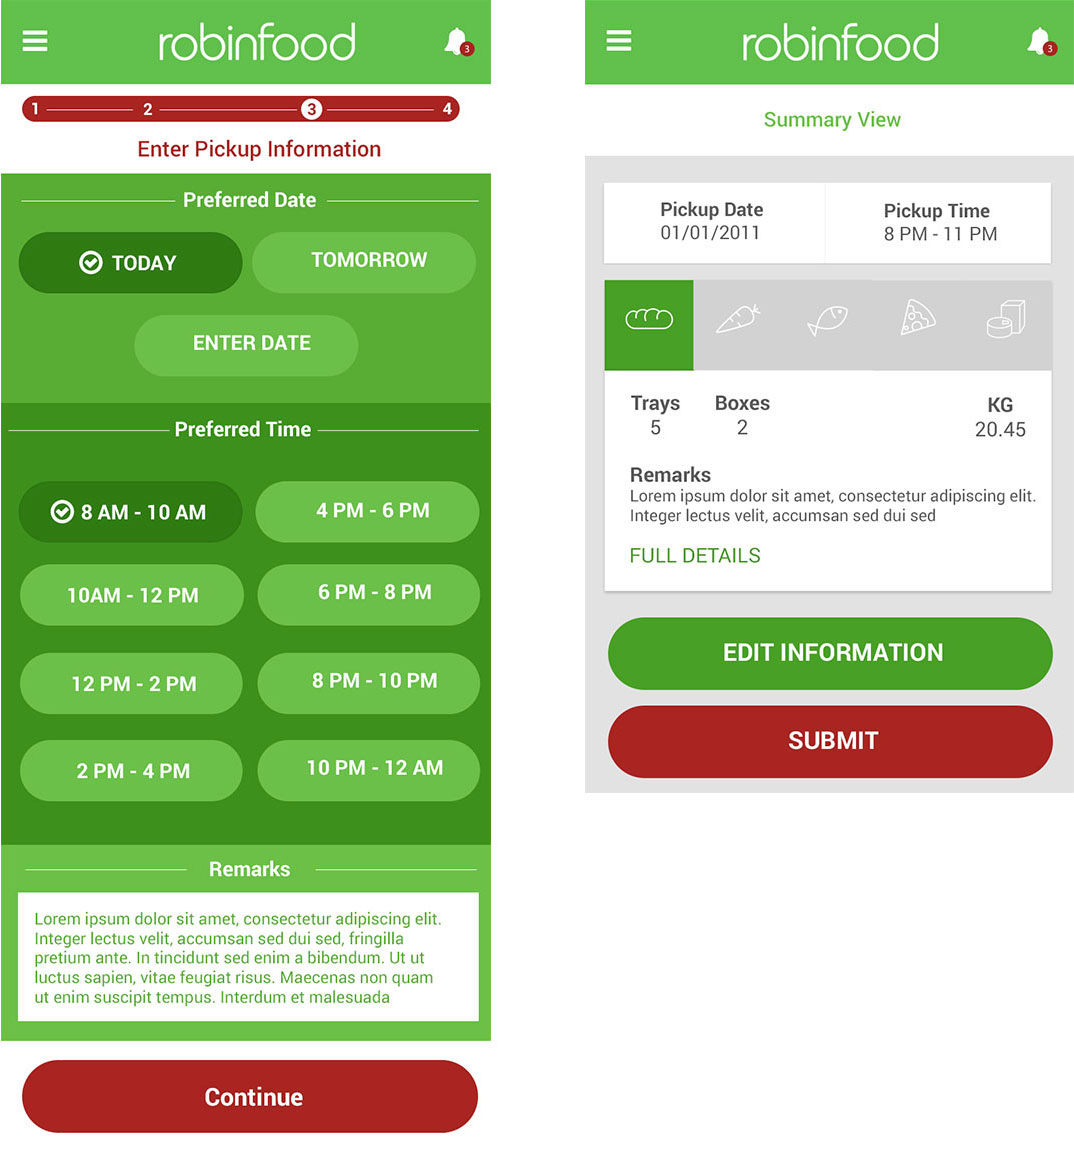 robinfood
3
1 2 3 4
Enter Pickup Information
Preferred Date
TODAY
TOMORROW
ENTER DATE
Preferred Time
8 AM - 10 AM
4 PM - 6 PM
10AM - 12 PM
6 PM - 8 PM
12 PM - 2 PM
8 PM - 10 PM
2 PM - 4 PM
10 PM - 12 AM
Remarks
Lorem ipsum dolor sit amet, consectetur adipiscing elit.
Integer lectus velit, accumsan sed dui sed, fringilla
pretium ante. In tincidunt sed enim a bibendum. Ut ut
luctus sapien, vitae feugiat risus. Maecenas non quam
ut enim suscipit tempus. Interdum et malesuada
Continue
robinfood
3
Summary View
Pickup Date
01/01/2011
Pickup Time
8 PM - 11 PM
Trays
5
Boxes
2
KG
20.45
Remarks
Lorem ipsum dolor sit amet, consectetur adipiscing elit.
Integer lectus velit, accumsan sed dui sed
FULL DETAILS
EDIT INFORMATION
SUBMIT